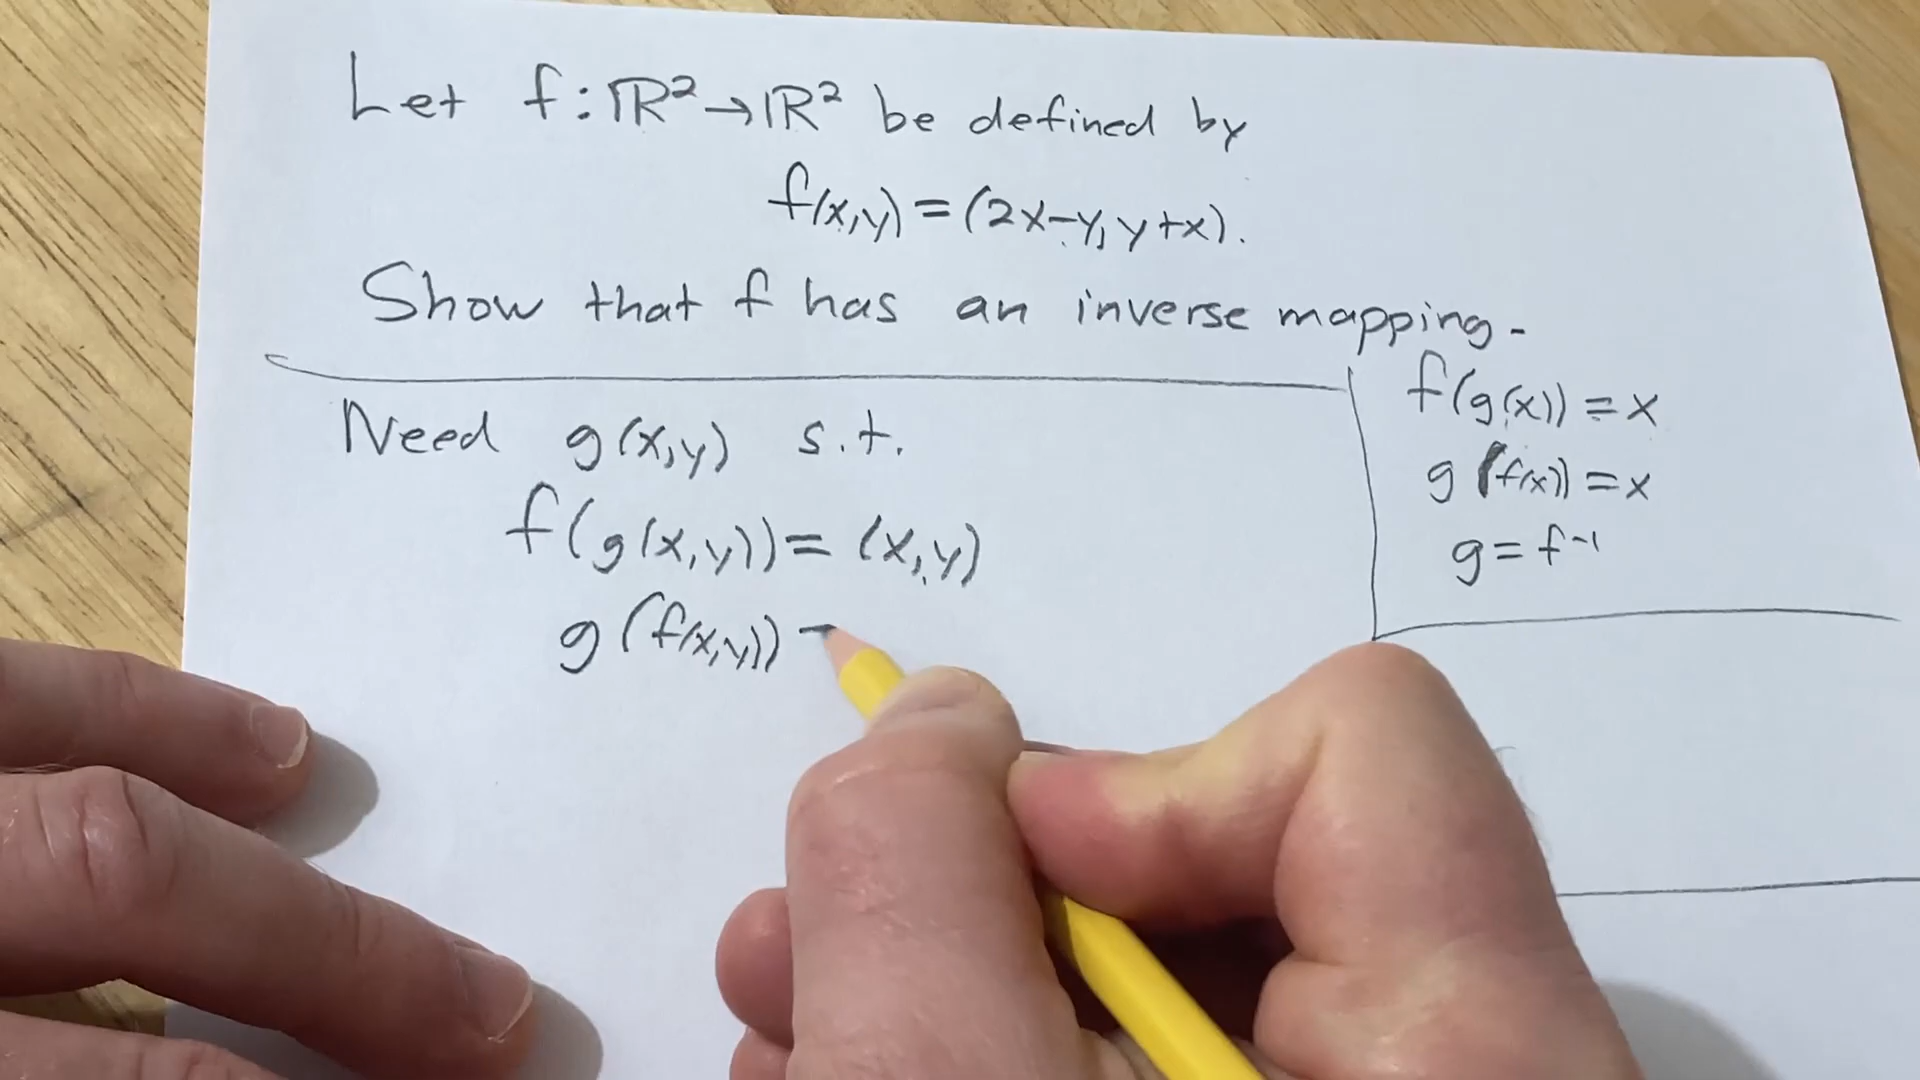 Let f:ℝ²→ℝ² be defined by
f(x,y)=(2x-y,y+x).
Show that f has an inverse mapping.
Need g(x,y) s.t.
f(g(x,y))=(x,y)
g(f(x,y)) -
f(g(x))=x
g(f(x))=x
g=f⁻¹